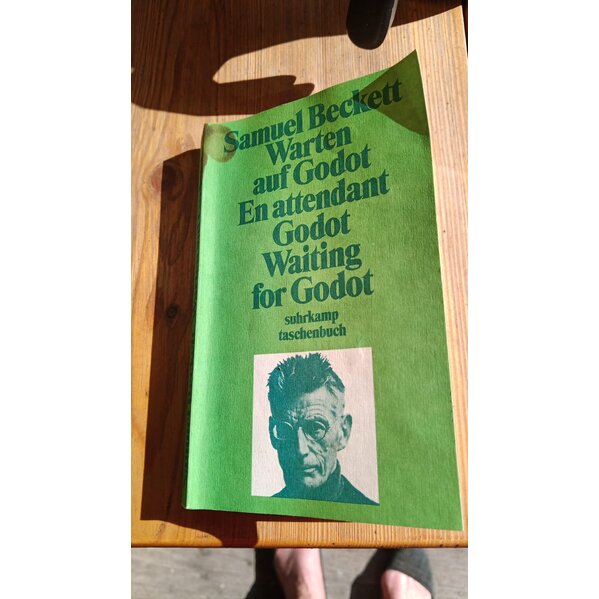 Samuel Beckett
Warten
auf Godot
En attendant
Godot
Waiting
for Godot
suhrkamp
taschenbuch